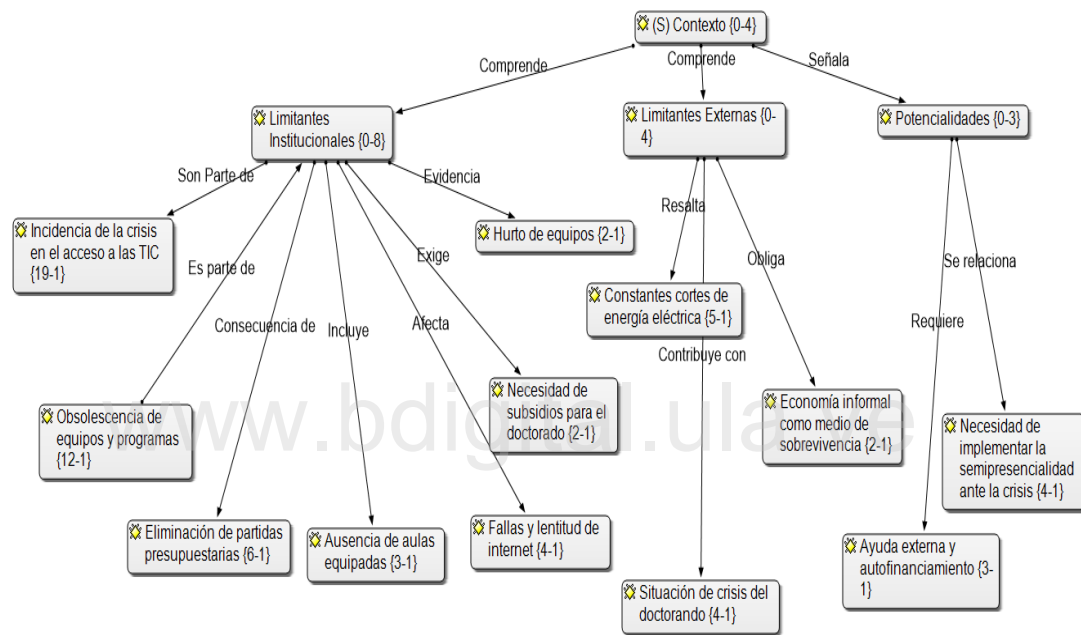 (S) Contexto {0-4}
Comprende
Comprende
Señala
Limitantes
Institucionales {0-8}
Limitantes Externas {0-
4}
Potencialidades {0-3}
Son Parte de
Evidencia
Incidencia de la crisis
en el acceso a las TIC
{19-1}
Hurto de equipos {2-1}
Resalta
Es parte de
Exige
Obliga
Se relaciona
Constantes cortes de
energía eléctrica {5-1}
Consecuencia de
Incluye
Afecta
Requiere
Contribuye con
www.bdigital.ula.ve
Obsolescencia de
equipos y programas
{12-1}
Necesidad de
subsidios para el
doctorado {2-1}
Economía informal
como medio de
sobrevivencia {2-1}
Necesidad de
implementar la
semipresencialidad
ante la crisis {4-1}
Eliminación de partidas
presupuestarias {6-1}
Ausencia de aulas
equipadas {3-1}
Fallas y lentitud de
internet {4-1}
Ayuda externa y
autofinanciamiento {3-
1}
Situación de crisis del
doctorando {4-1}